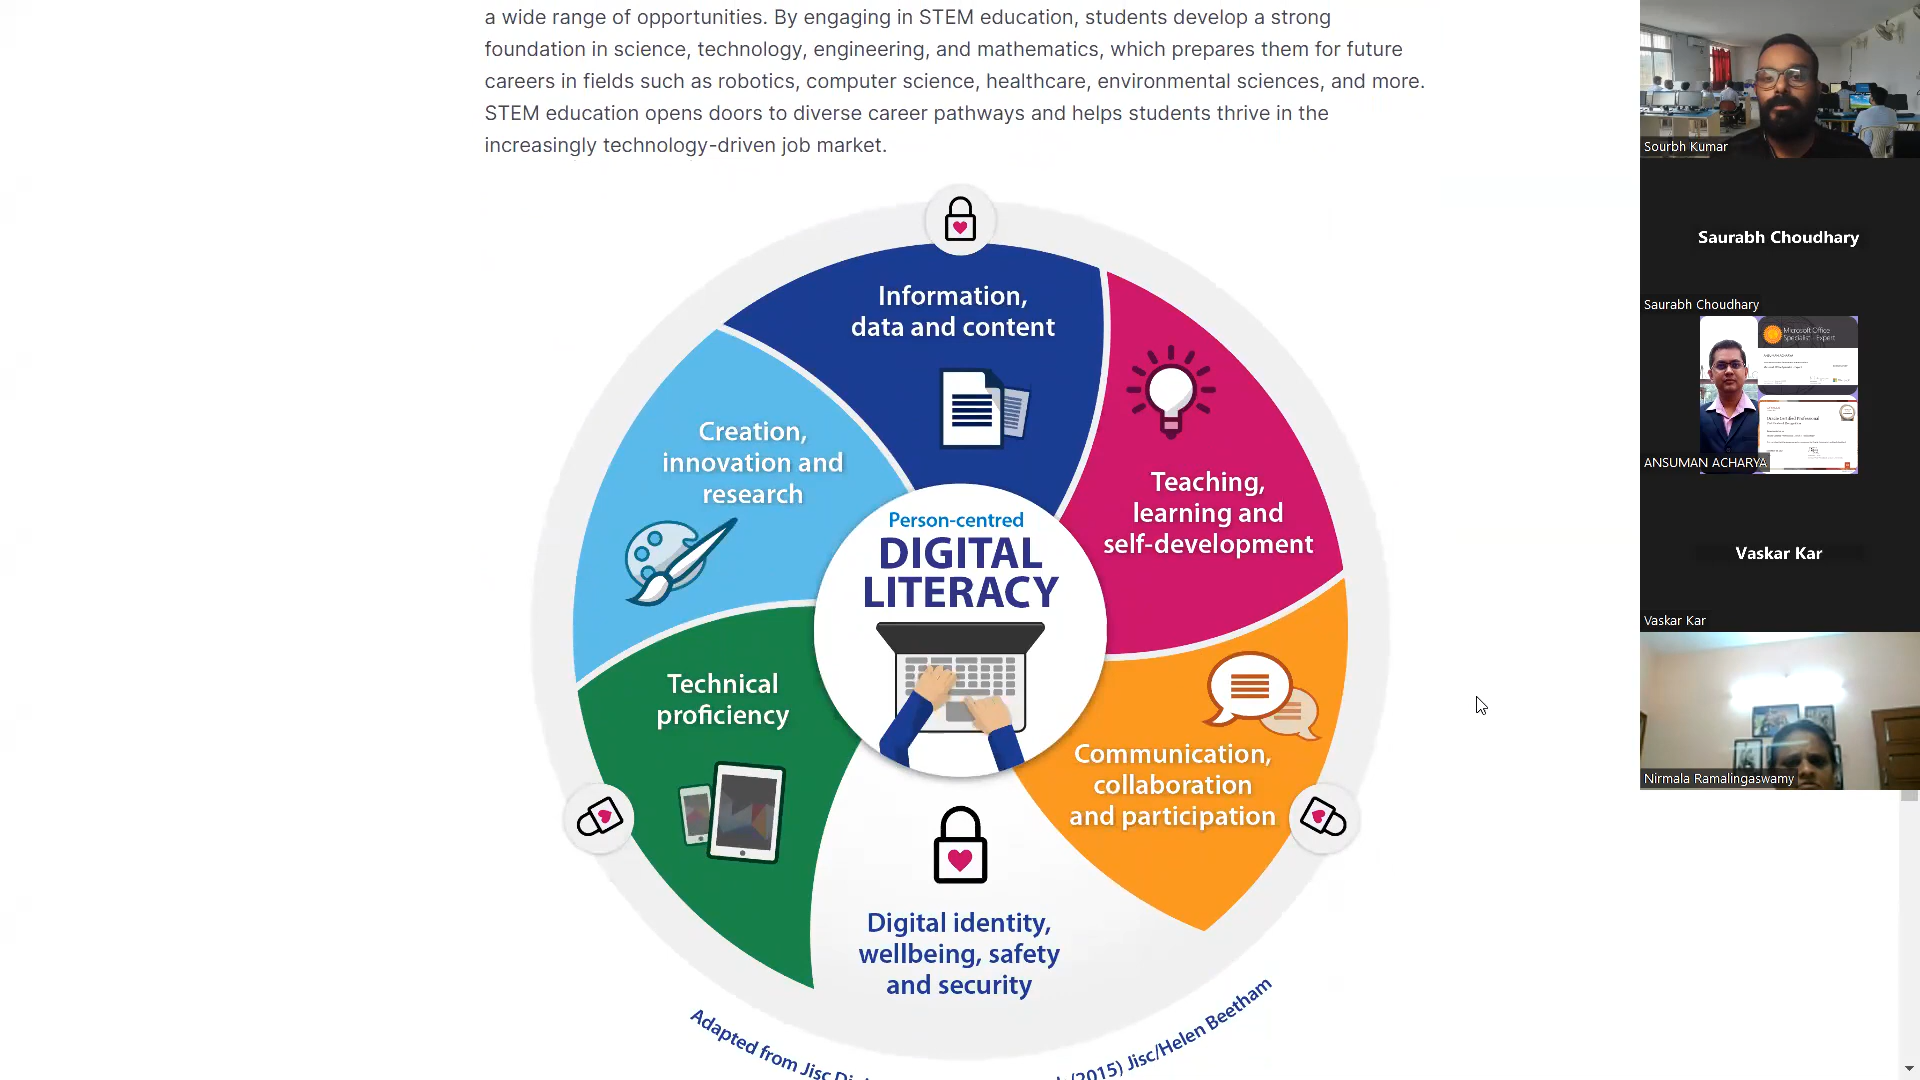 a wide range of opportunities. By engaging in STEM education, students develop a strong
foundation in science, technology, engineering, and mathematics, which prepares them for future
careers in fields such as robotics, computer science, healthcare, environmental sciences, and more.
STEM education opens doors to diverse career pathways and helps students thrive in the
increasingly technology-driven job market.
Information,
data and content
Teaching,
learning and
self-development
Communication,
collaboration
and participation
Digital identity,
wellbeing, safety
and security
Technical
proficiency
Creation,
innovation and
research
Person-centred
DIGITAL
LITERACY
Adapted from Jisc
2015) Jisc/Helen Beetham
Sourbh Kumar
Saurabh Choudhary
Saurabh Choudhary
Microsoft Office
Specialist Expert
ANSUMAN ACHARYA
Vaskar Kar
Vaskar Kar
Nirmala Ramalingaswamy